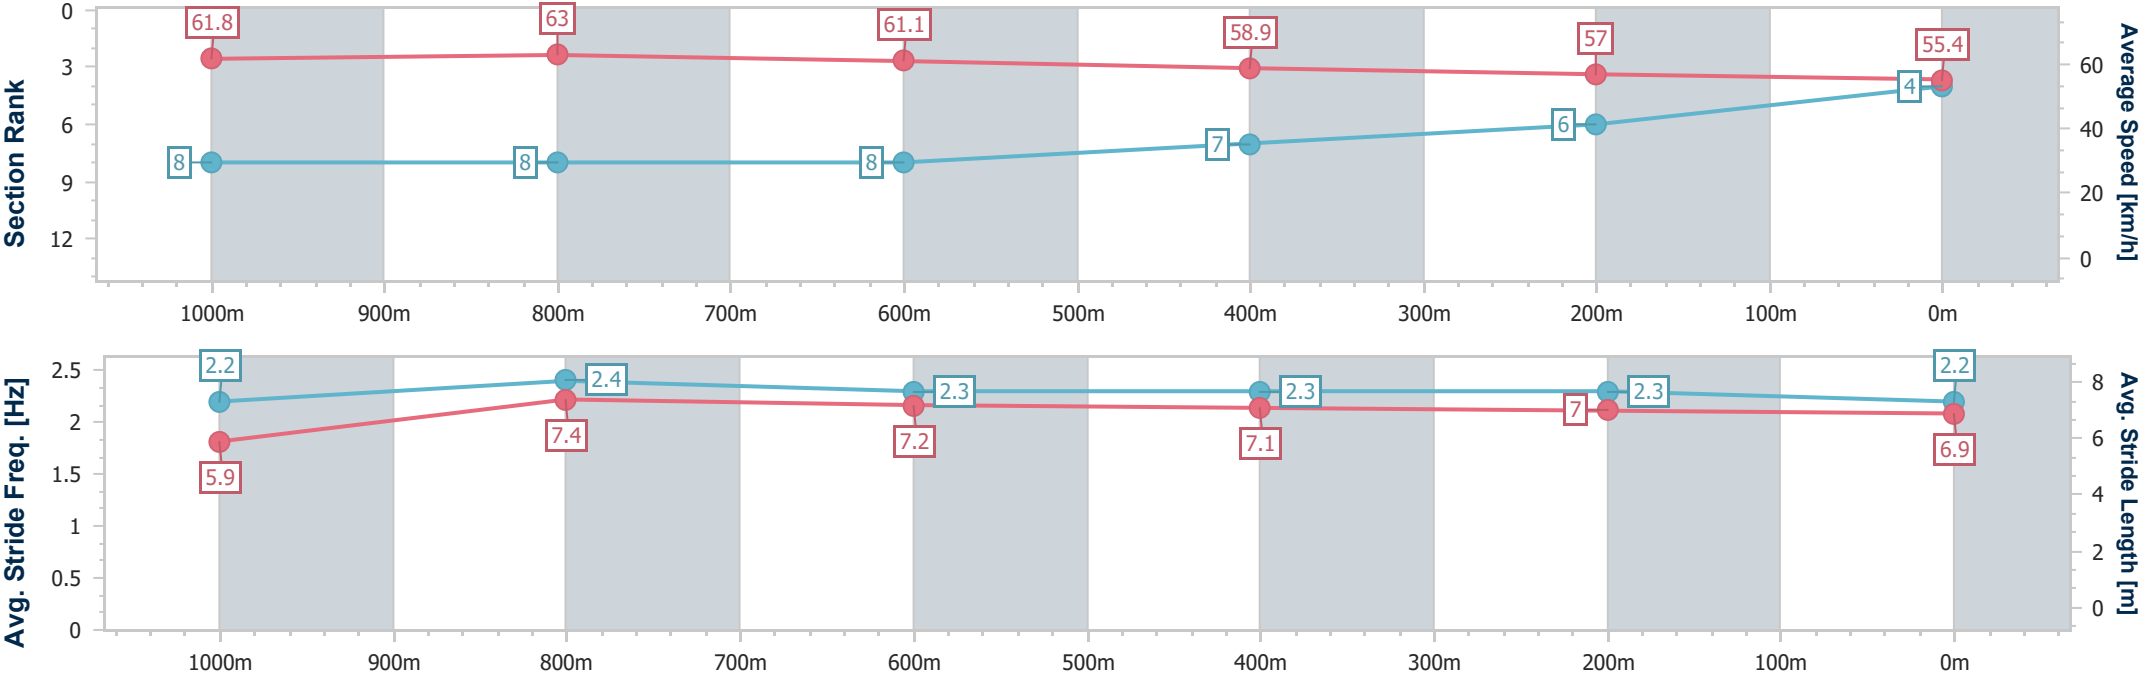 61.8
63
61.1
58.9
57
55.4
0
3
6
9
12
Section Rank
8
8
8
7
6
4
60
40
20
0
Average Speed [km/h]
1000m
900m
800m
700m
600m
500m
400m
300m
200m
100m
0m
2.2
2.4
2.3
2.3
2.3
2.2
2.5
2
1.5
1
0.5
0
Avg. Stride Freq. [Hz]
5.9
7.4
7.2
7.1
7
6.9
8
6
4
2
0
Avg. Stride Length [m]
1000m
900m
800m
700m
600m
500m
400m
300m
200m
100m
0m